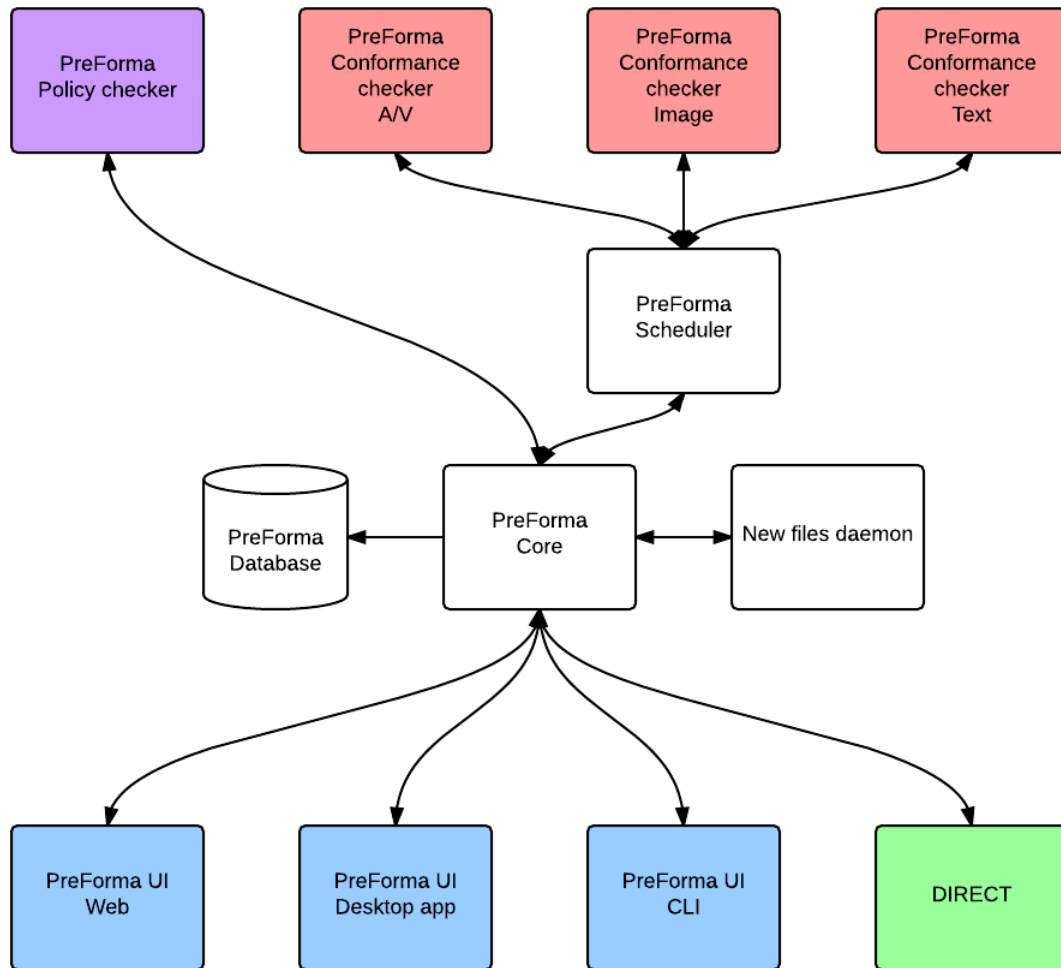 PreForma
Policy checker
PreForma
Conformance
checker
A/V
PreForma
Conformance
checker
Image
PreForma
Conformance
checker
Text
PreForma
Scheduler
PreForma
Database
PreForma
Core
New files daemon
PreForma UI
Web
PreForma UI
Desktop app
PreForma UI
CLI
DIRECT